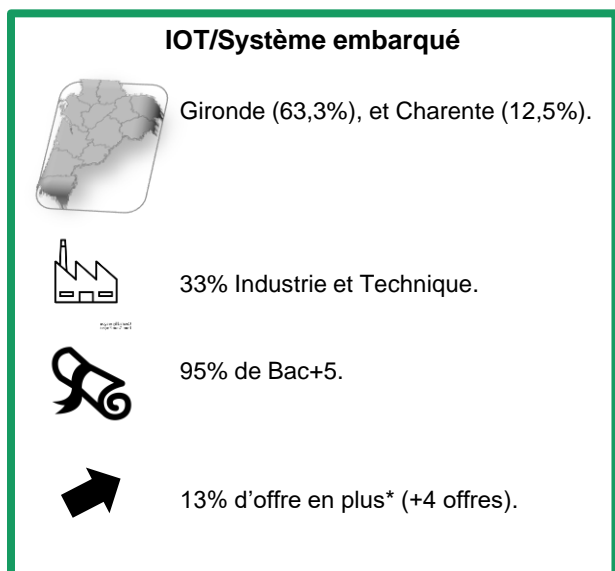 IOT/Système embarqué
Gironde (63,3%), et Charente (12,5%).
33% Industrie et Technique.
95% de Bac+5.
13% d'offre en plus* (+4 offres).